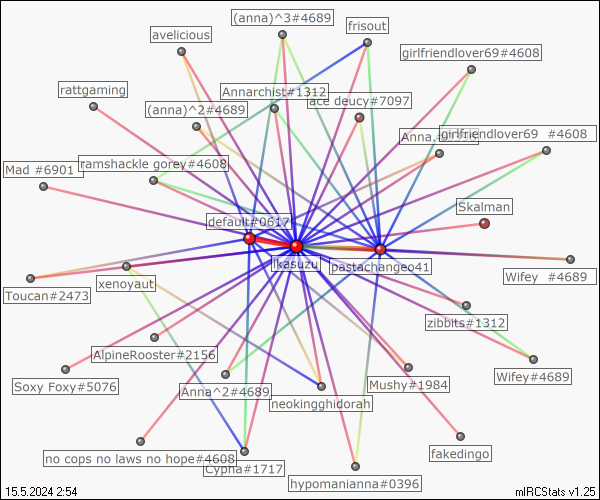 (anna)^3#4689
frisout
avelicious
girlfriendlover69#4608
rattgaming
Annarchist#1312
ace deucy#7097
(anna)^2#4689
girlfriendlover69 #4608
Mad #6901
ramshackle gorey#4608
Skalman
default#0617
ikasuzu
pastachangeo41
Wifey #4689
Toucan#2473
xenoyaut
zibbits#1312
AlpineRooster#2156
Soxy Foxy#5076
Anna^2#4689
Mushy#1984
Wifey#4689
neokingghidorah
no cops no laws no hope#4608
Cypha#1717
fakedingo
hypomanianna#0396
15.5.2024 2:54
mIRCStats v1.25